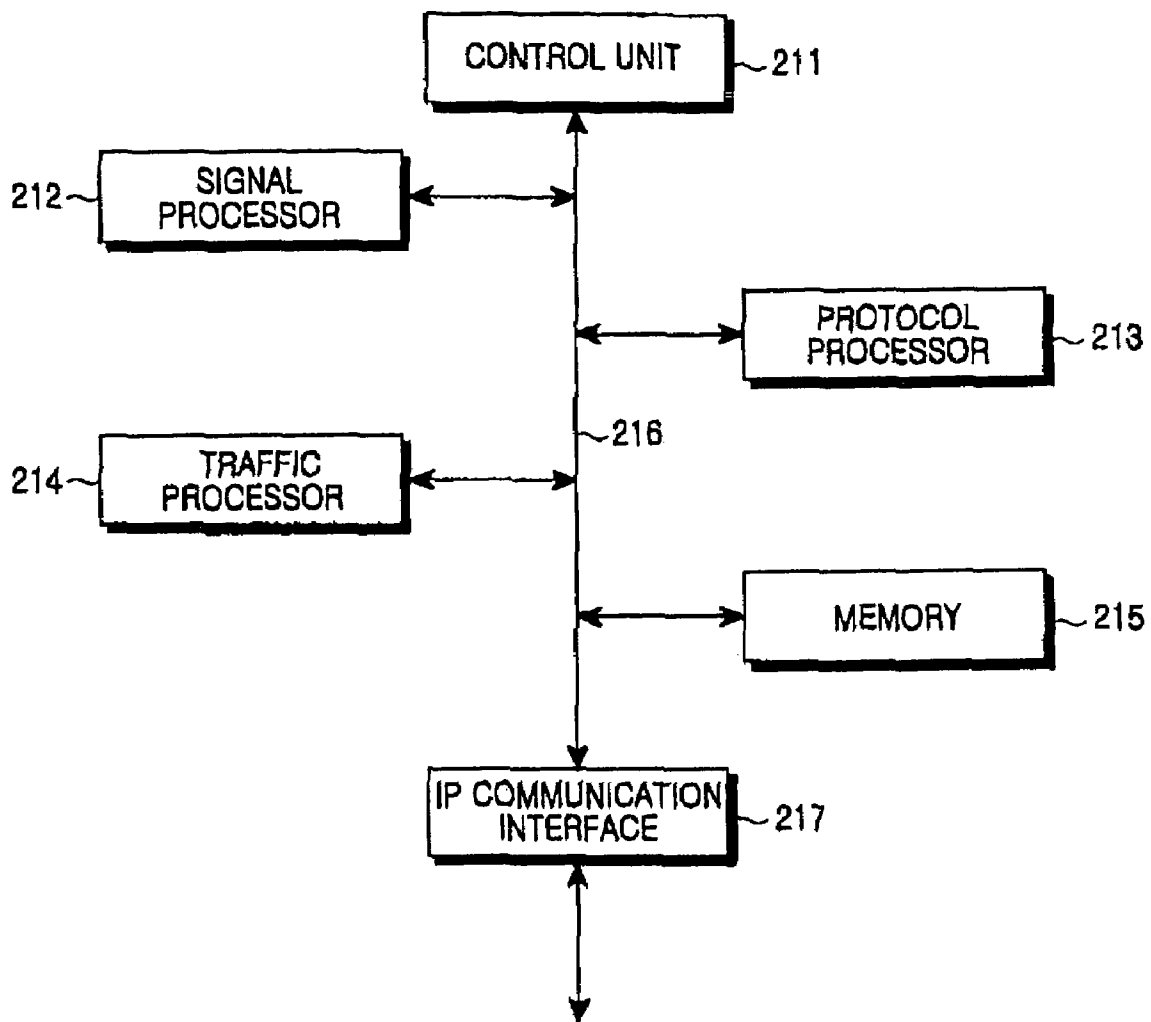 CONTROL UNIT
211
212
SIGNAL
PROCESSOR
PROTOCOL
PROCESSOR
213
216
214
TRAFFIC
PROCESSOR
MEMORY
215
IP COMMUNICATION
INTERFACE
217